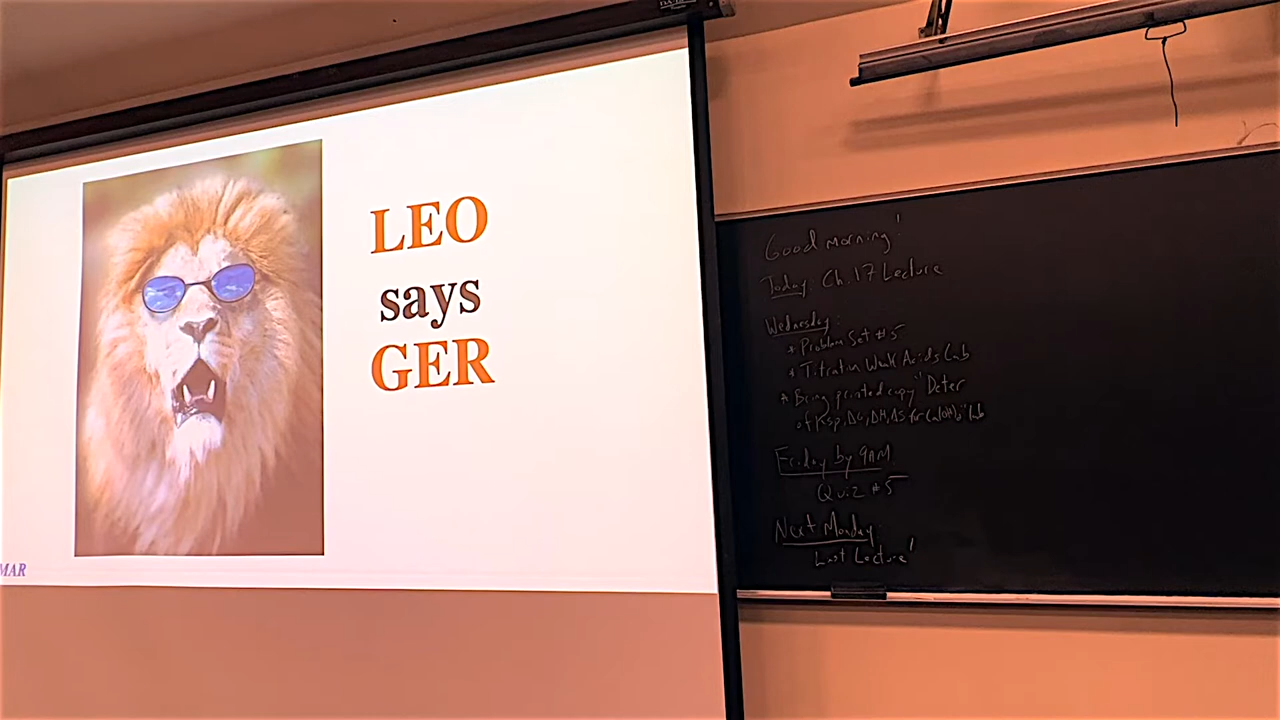 LEO
says
GER
MAR
Good morning!
Today: Ch. 17 Lecture
Wednesday:
* Problem Set #5
* Titration Weak Acids Lab
* Bring printed copy "Deter
of Ksp, ΔG, ΔH, ΔS for Ca(OH)2" Lab
Friday by 9AM
Quiz #5
Next Monday:
Last Lecture!